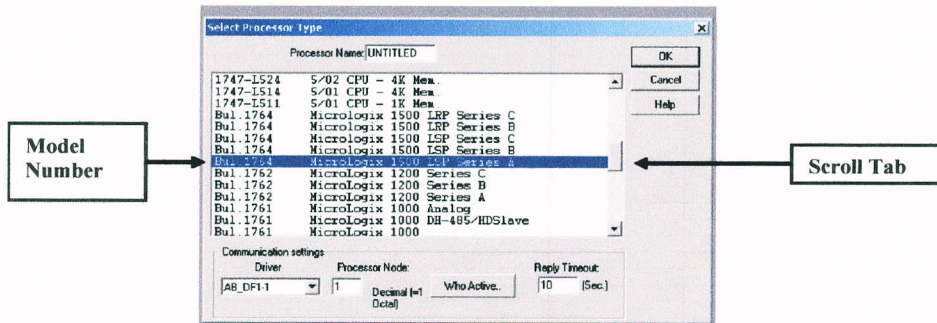 Select Processor Type
Processor Name: UNTITLED
OK
Cancel
Help
1747-L524 5/02 CPU - 4K Mem.
1747-L514 5/01 CPU - 4K Mem.
1747-L511 5/01 CPU - 1K Mem.
Bul.1764 MicroLogix 1500 LRP Series C
Bul.1764 MicroLogix 1500 LRP Series B
Bul.1764 MicroLogix 1500 LSP Series C
Bul.1764 MicroLogix 1500 LSP Series B
Bul.1764 MicroLogix 1500 LSP Series A
Bul.1762 MicroLogix 1200 Series C
Bul.1762 MicroLogix 1200 Series B
Bul.1762 MicroLogix 1200 Series A
Bul.1761 MicroLogix 1000 Analog
Bul.1761 MicroLogix 1000 DH-485/HDSlave
Bul.1761 MicroLogix 1000
Model
Number
Scroll Tab
Communication settings
Driver Processor Node: Reply Timeout:
AB_DF1-1 1 Decimal (=1 Octal) Who Active.. 10 (Sec.)